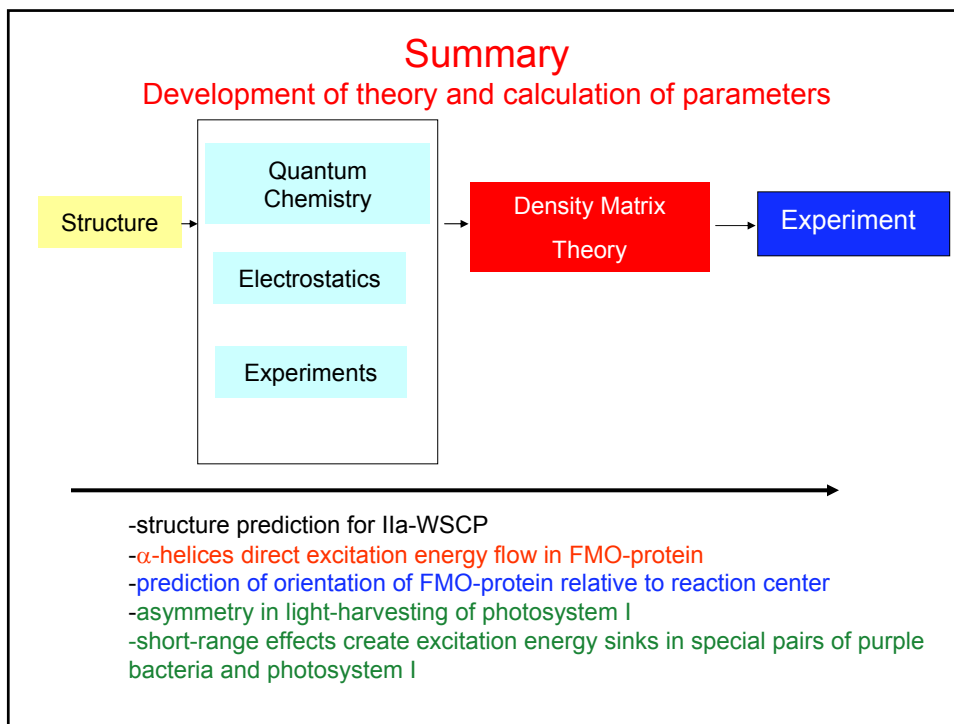 Summary
Development of theory and calculation of parameters
Structure
Quantum
Chemistry
Electrostatics
Experiments
Density Matrix
Theory
Experiment
-structure prediction for IIa-WSCP
-α-helices direct excitation energy flow in FMO-protein
-prediction of orientation of FMO-protein relative to reaction center
-asymmetry in light-harvesting of photosystem I
-short-range effects create excitation energy sinks in special pairs of purple
bacteria and photosystem I